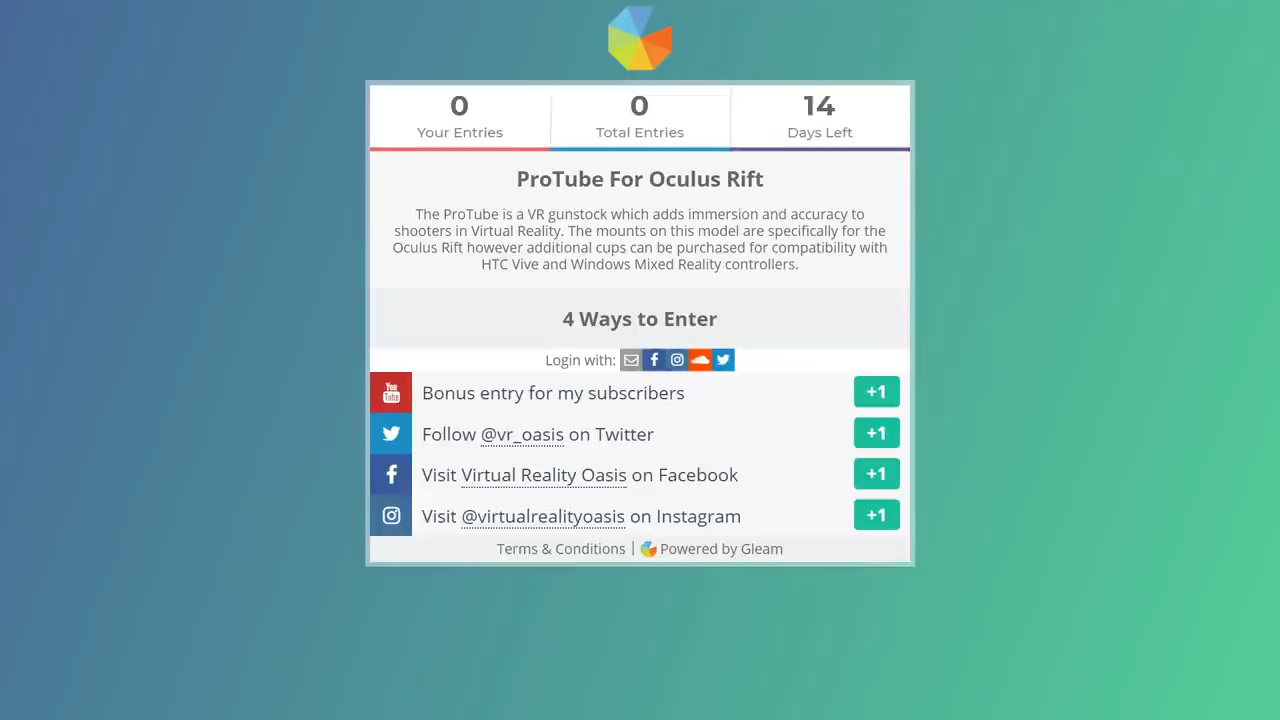 0
Your Entries
0
Total Entries
14
Days Left
ProTube For Oculus Rift
The ProTube is a VR gunstock which adds immersion and accuracy to
shooters in Virtual Reality. The mounts on this model are specifically for the
Oculus Rift however additional cups can be purchased for compatibility with
HTC Vive and Windows Mixed Reality controllers.
4 Ways to Enter
Login with:
You Tube Bonus entry for my subscribers +1
Follow @vr_oasis on Twitter +1
Visit Virtual Reality Oasis on Facebook +1
Visit @virtualrealityoasis on Instagram +1
Terms & Conditions | Powered by Gleam